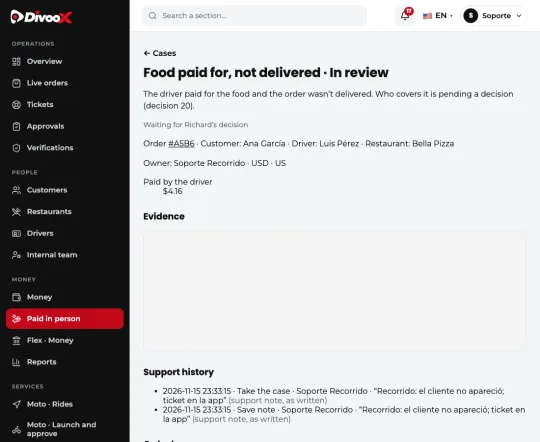 DivooX
Search a section...
17
EN
S
Soporte
OPERATIONS
Overview
Live orders
Tickets
Approvals
Verifications
PEOPLE
Customers
Restaurants
Drivers
Internal team
MONEY
Money
Paid in person
Flex · Money
Reports
SERVICES
Moto · Rides
Moto · Launch and
approve
← Cases
Food paid for, not delivered · In review
The driver paid for the food and the order wasn't delivered. Who covers it is pending a decision
(decision 20).
Waiting for Richard's decision
Order #A5B6 · Customer: Ana García · Driver: Luis Pérez · Restaurant: Bella Pizza
Owner: Soporte Recorrido · USD · US
Paid by the driver
$4.16
Evidence
Support history
• 2026-11-15 23:33:15 · Take the case · Soporte Recorrido · “Recorrido: el cliente no apareció;
ticket en la app” (support note, as written)
• 2026-11-15 23:33:15 · Save note · Soporte Recorrido · “Recorrido: el cliente no apareció; ticket en
la app” (support note, as written)